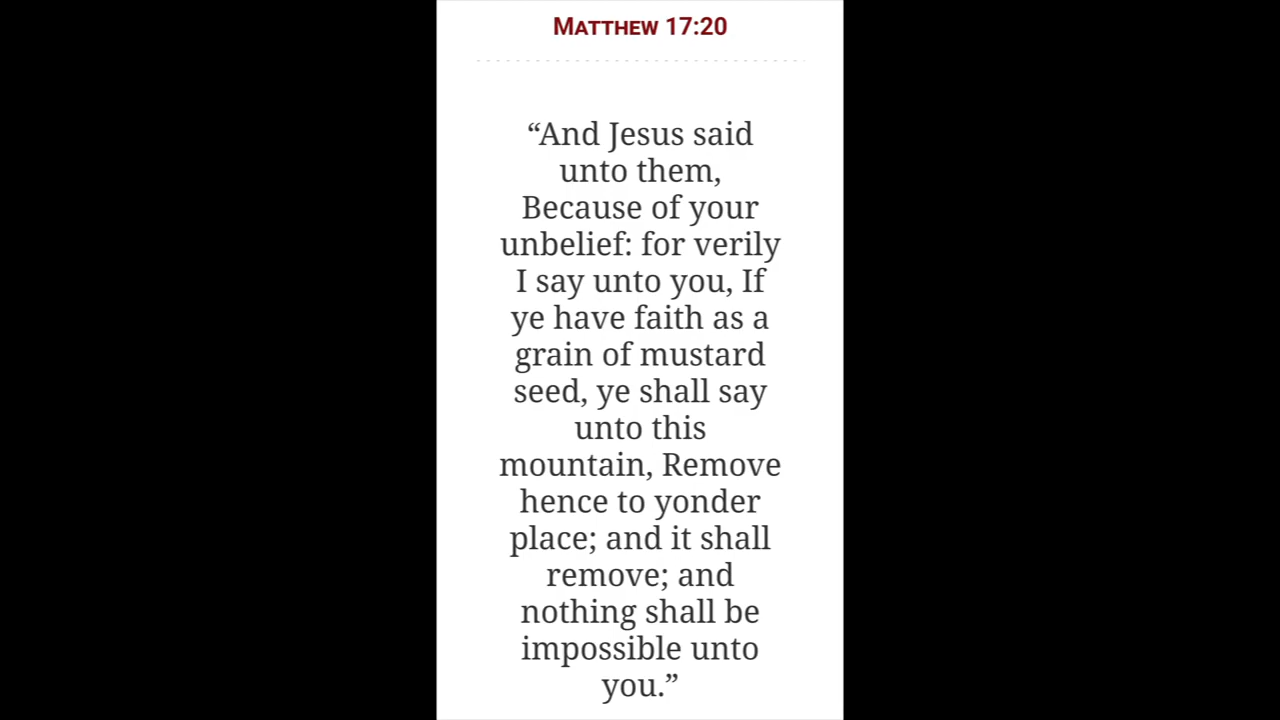 Matthew 17:20
“And Jesus said
unto them,
Because of your
unbelief: for verily
I say unto you, If
ye have faith as a
grain of mustard
seed, ye shall say
unto this
mountain, Remove
hence to yonder
place; and it shall
remove; and
nothing shall be
impossible unto
you.”